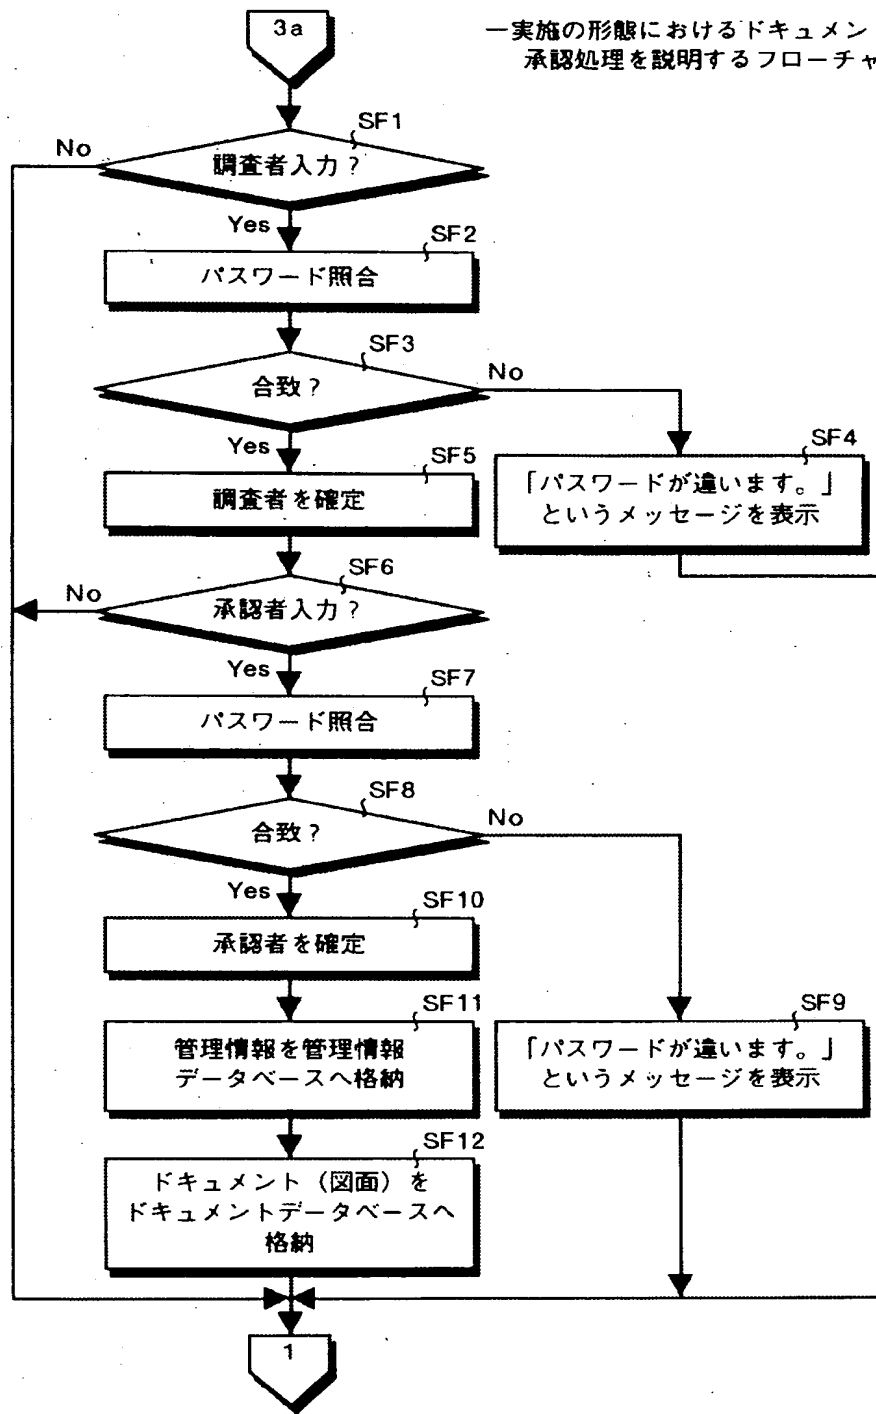 3a
一実施の形態におけるドキュメン
承認処理を説明するフローチャ
SF1
No
調査者入力?
Yes
SF2
パスワード照合
SF3
合致?
No
Yes
SF5
調査者を確定
SF4
「パスワードが違います。」
というメッセージを表示
SF6
No
承認者入力?
Yes
SF7
パスワード照合
SF8
合致?
No
Yes
SF10
承認者を確定
SF11
管理情報を管理情報
データベースへ格納
SF9
「パスワードが違います。」
というメッセージを表示
SF12
ドキュメント(図面)を
ドキュメントデータベースへ
格納
1